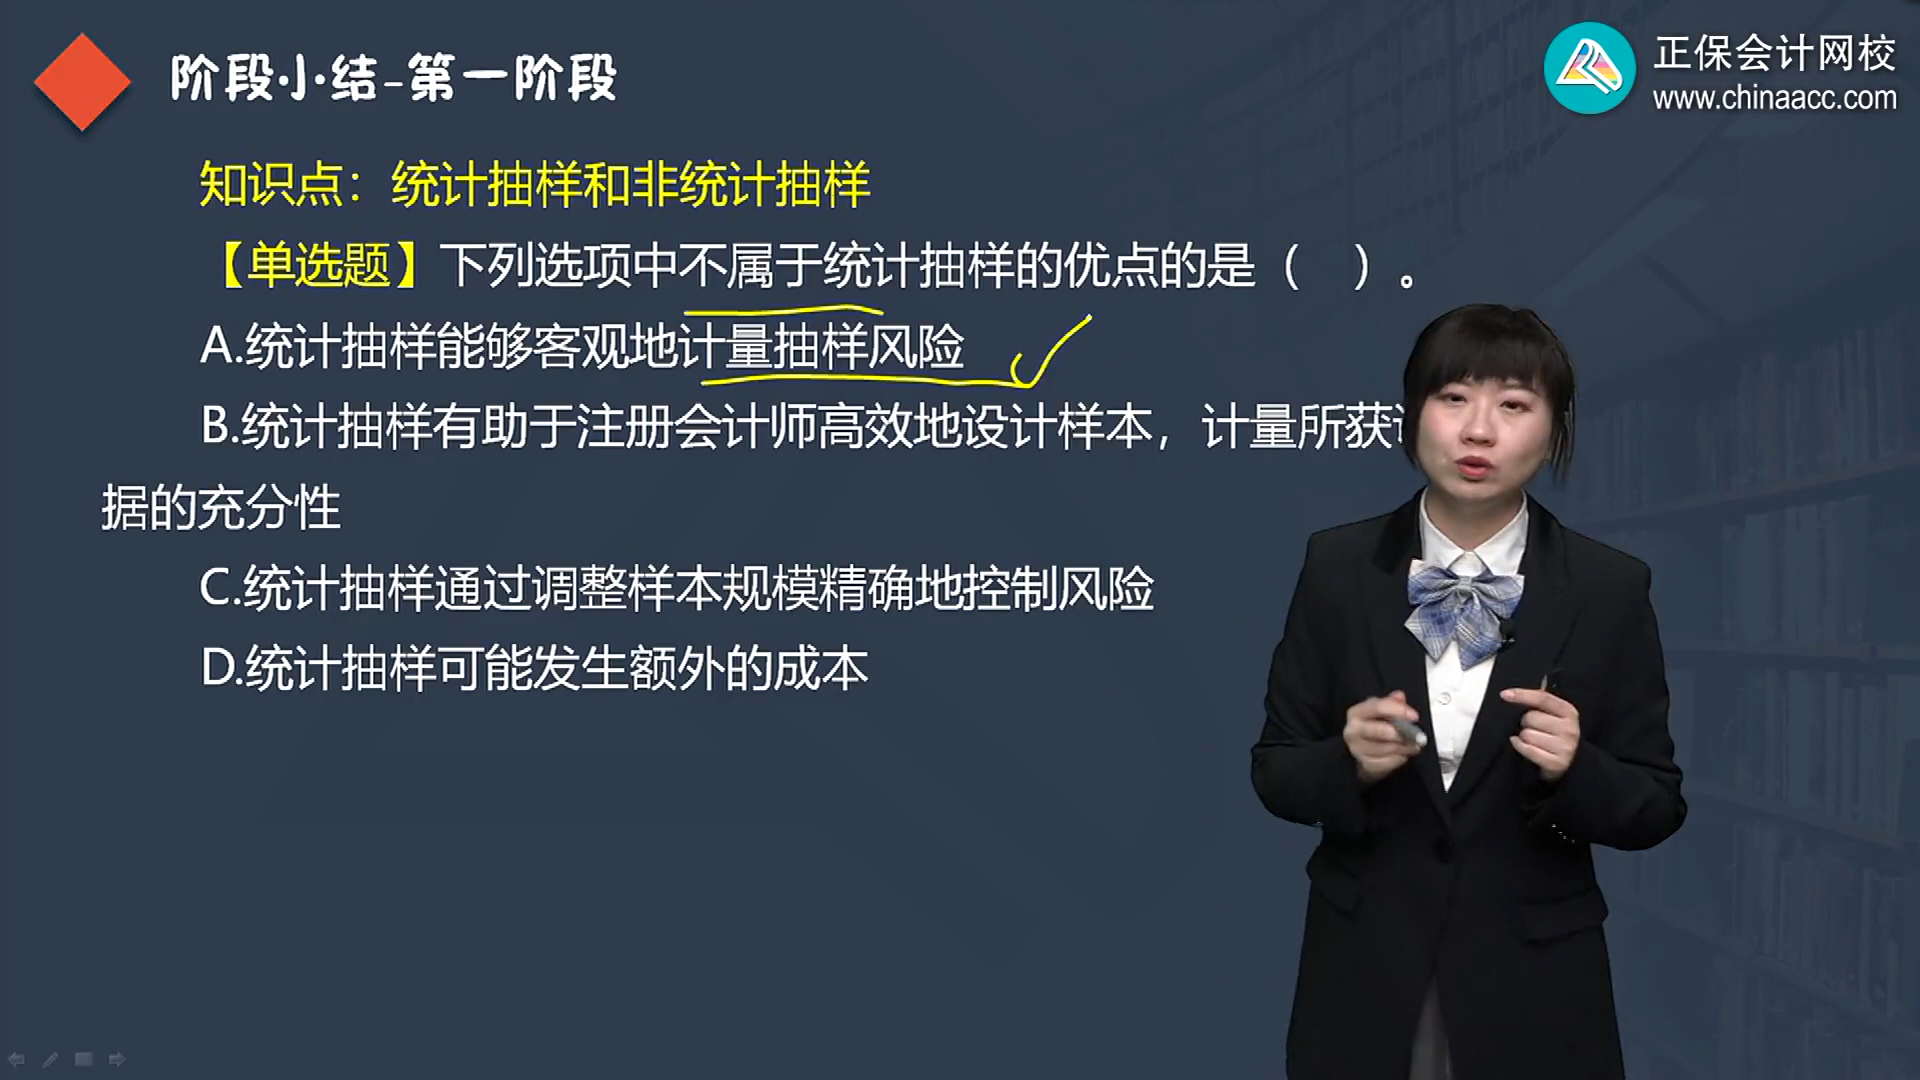 阶段小结-第一阶段
正保会计网校
www.chinaacc.com
知识点：统计抽样和非统计抽样
【单选题】下列选项中不属于统计抽样的优点的是（ ）。
A.统计抽样能够客观地计量抽样风险
B.统计抽样有助于注册会计师高效地设计样本，计量所获
据的充分性
C.统计抽样通过调整样本规模精确地控制风险
D.统计抽样可能发生额外的成本